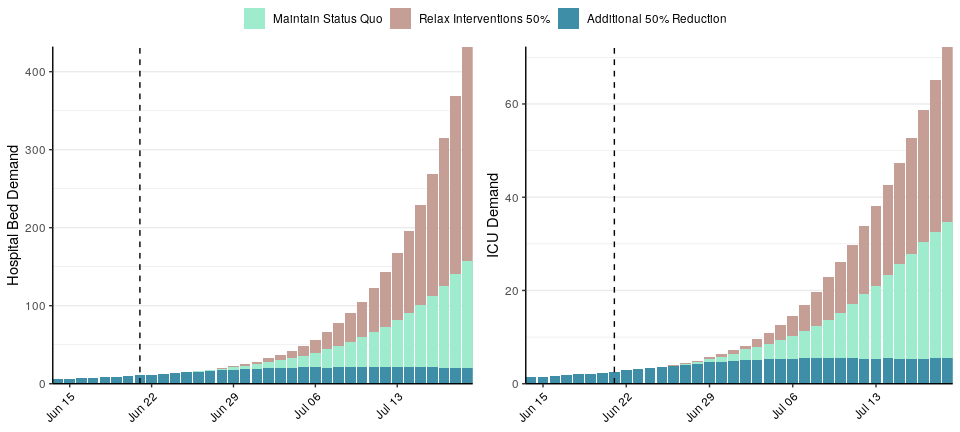 Maintain Status Quo Relax Interventions 50% Additional 50% Reduction
Hospital Bed Demand
400
300
200
100
0
Jun 15 Jun 22 Jun 29 Jul 06 Jul 13
ICU Demand
60
40
20
0
Jun 15 Jun 22 Jun 29 Jul 06 Jul 13